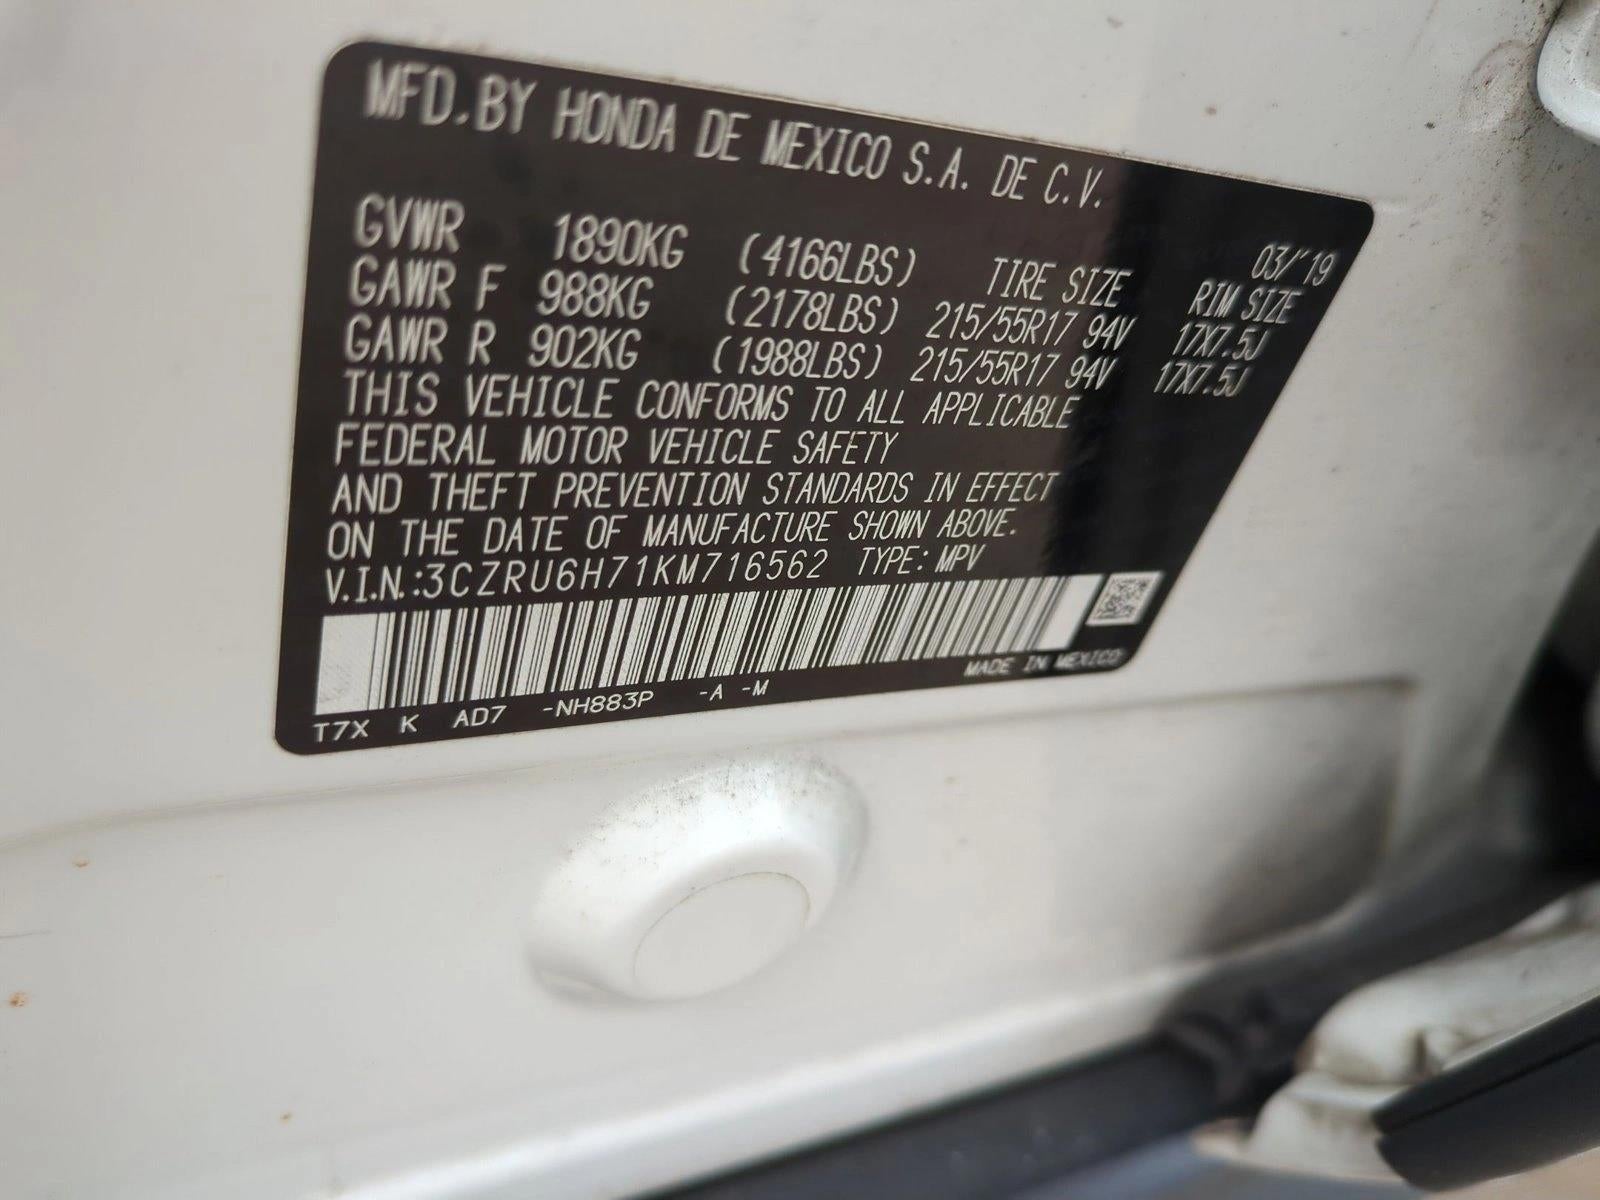 MFD.BY HONDA DE MEXICO S.A. DE C.V.
03/'19
GVWR 1890KG (4166LBS) TIRE SIZE RIM SIZE
GAWR F 988KG (2178LBS) 215/55R17 94V 17X7.5J
GAWR R 902KG (1988LBS) 215/55R17 94V 17X7.5J
THIS VEHICLE CONFORMS TO ALL APPLICABLE
FEDERAL MOTOR VEHICLE SAFETY
AND THEFT PREVENTION STANDARDS IN EFFECT
ON THE DATE OF MANUFACTURE SHOWN ABOVE.
V.I.N.:3CZRU6H71KM716562 TYPE: MPV
MADE IN MEXICO
T7X K AD7 -NH883P -A -M